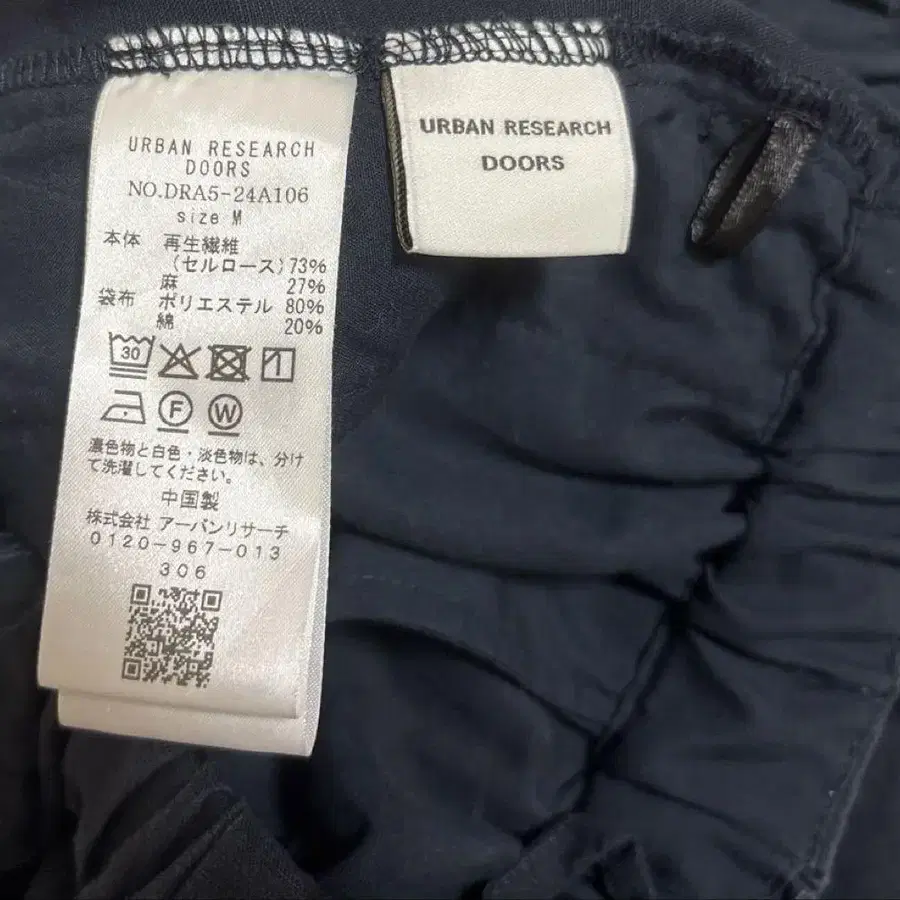 URBAN RESEARCH
DOORS
NO.DRA5-24A106
size M
本体 再生繊維
(セルロース) 73%
麻 27%
袋布 ポリエステル 80%
綿 20%
30
F W
濃色物と白色・淡色物は、分け
て洗濯してください。
中国製
株式会社 アーバンリサーチ
0120-967-013
306
URBAN RESEARCH
DOORS